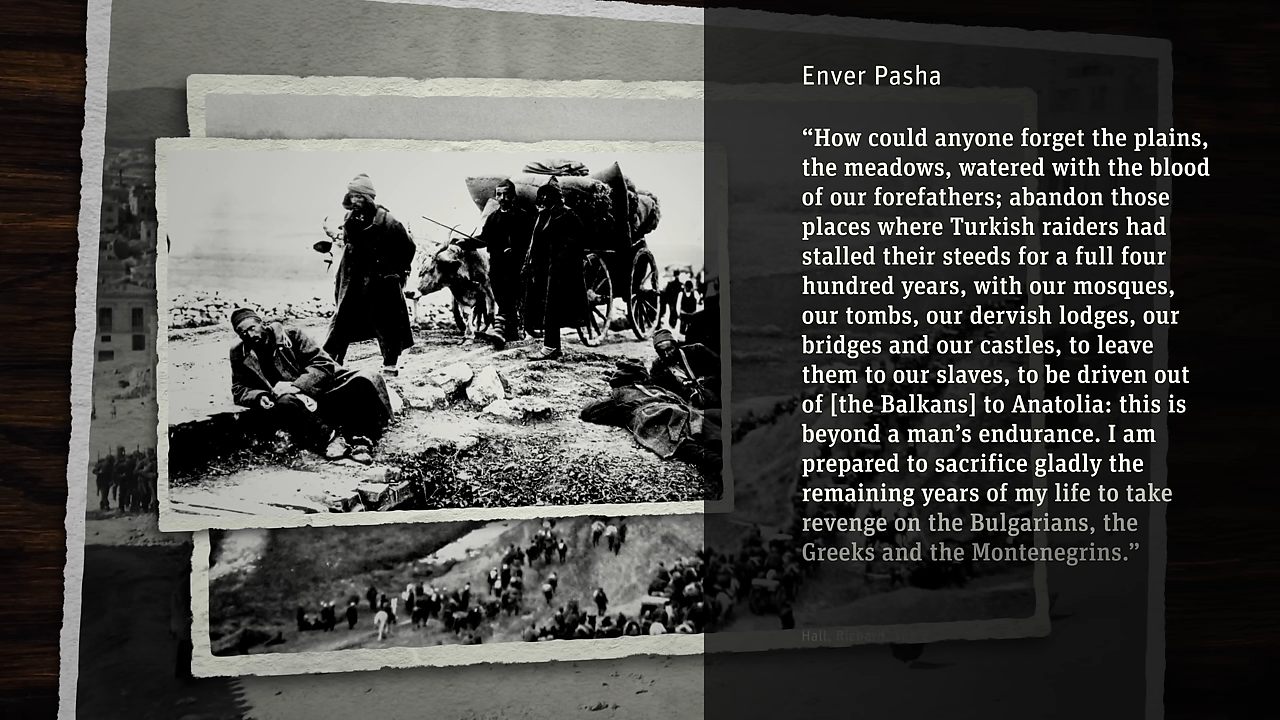 Enver Pasha
“How could anyone forget the plains,
the meadows, watered with the blood
of our forefathers; abandon those
places where Turkish raiders had
stalled their steeds for a full four
hundred years, with our mosques,
our tombs, our dervish lodges, our
bridges and our castles, to leave
them to our slaves, to be driven out
of [the Balkans] to Anatolia: this is
beyond a man’s endurance. I am
prepared to sacrifice gladly the
remaining years of my life to take
revenge on the Bulgarians, the
Greeks and the Montenegrins.”
Hall, Richard